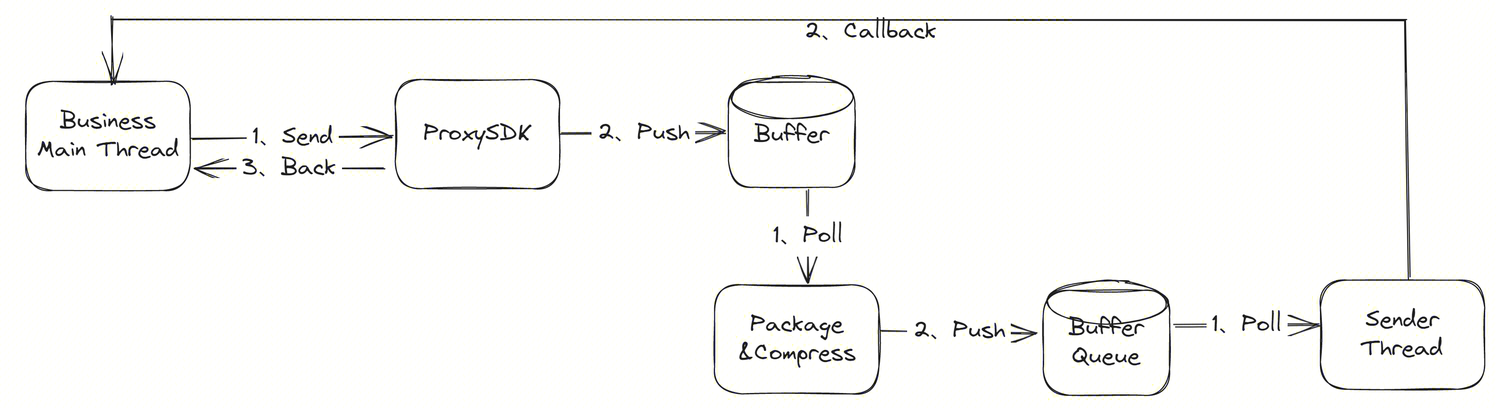 2、Callback
Business
Main Thread
1、Send
3、Back
ProxySDK
2、Push
Buffer
1、Poll
Package
&Compress
2、Push
Buffer
Queue
1、Poll
Sender
Thread